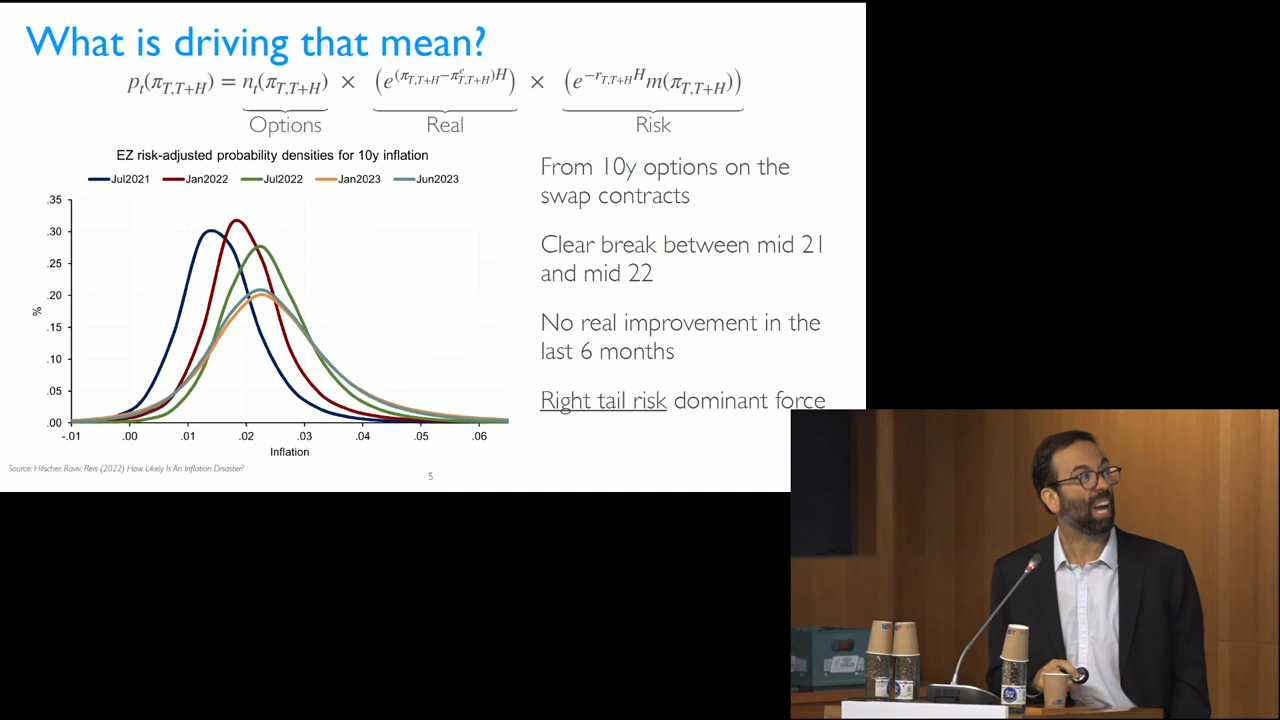 What is driving that mean?
pₜ(π_T,T+H) = nₜ(π_T,T+H) × (e^(π_T,T+H−π^e_T,T+H)H) × (e^−r_T,T+H H m(π_T,T+H))
Options Real Risk
EZ risk-adjusted probability densities for 10y inflation
Jul2021 Jan2022 Jul2022 Jan2023 Jun2023
.35
.30
.25
.20
.15
.10
.05
.00
%
-.01 .00 .01 .02 .03 .04 .05 .06
Inflation
From 10y options on the
swap contracts
Clear break between mid 21
and mid 22
No real improvement in the
last 6 months
Right tail risk dominant force
Source: Hilscher, Raviv, Reis (2022) How Likely Is An Inflation Disaster?
5